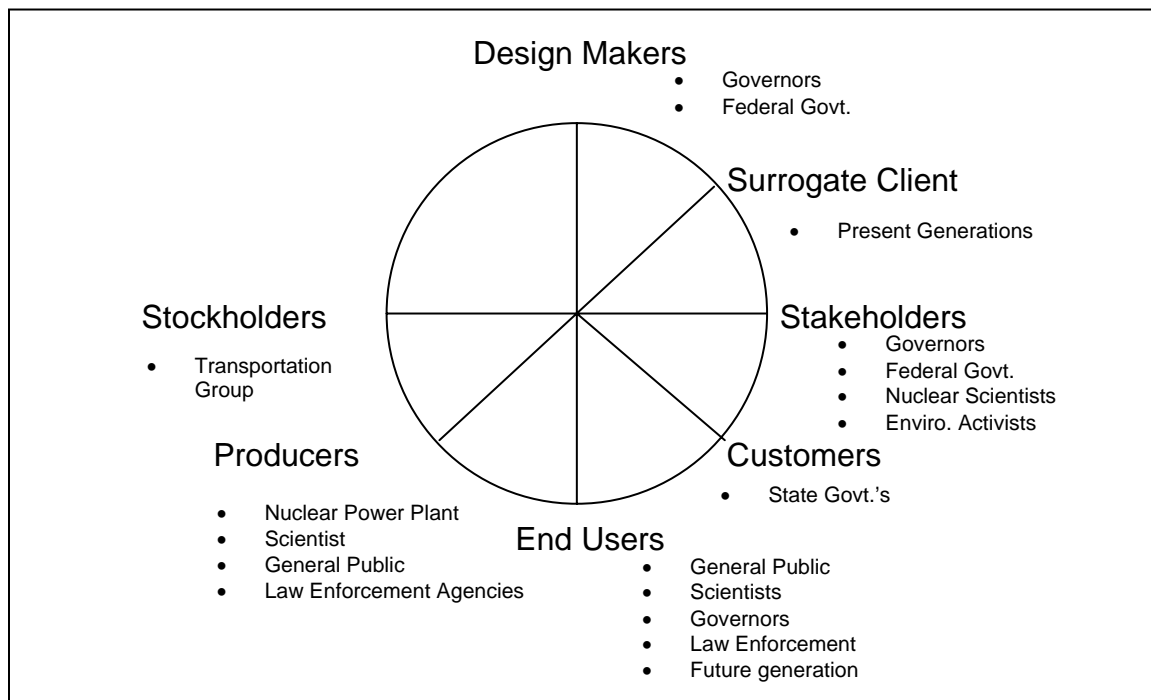 Design Makers
• Governors
• Federal Govt.
Surrogate Client
• Present Generations
Stockholders
• Transportation
Group
Stakeholders
• Governors
• Federal Govt.
• Nuclear Scientists
• Enviro. Activists
Producers
• Nuclear Power Plant
• Scientist
• General Public
• Law Enforcement Agencies
Customers
• State Govt.’s
End Users
• General Public
• Scientists
• Governors
• Law Enforcement
• Future generation